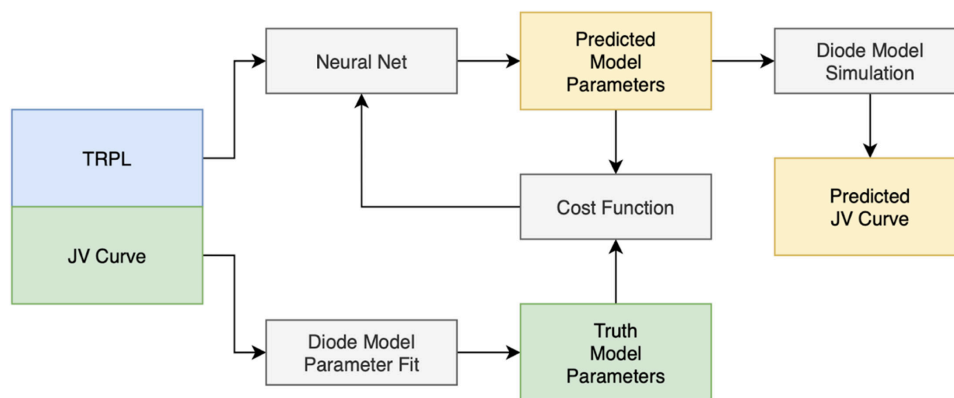 Neural Net
Predicted
Model
Parameters
Diode Model
Simulation
TRPL
Cost Function
Predicted
JV Curve
JV Curve
Diode Model
Parameter Fit
Truth
Model
Parameters